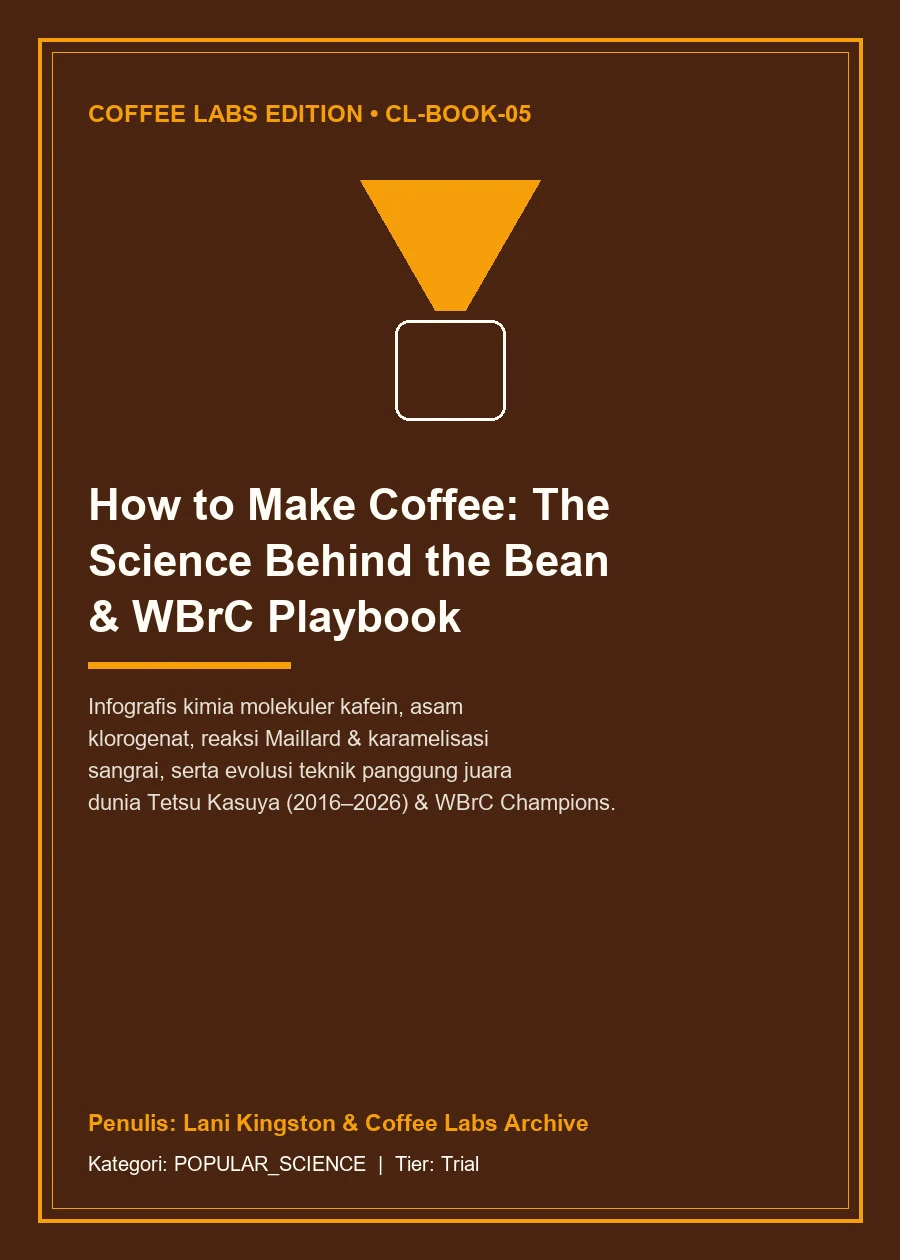 COFFEE LABS EDITION • CL-BOOK-05
How to Make Coffee: The
Science Behind the Bean
& WBrC Playbook
Infografis kimia molekuler kafein, asam
klorogenat, reaksi Maillard & karamelisasi
sangrai, serta evolusi teknik panggung juara
dunia Tetsu Kasuya (2016–2026) & WBrC Champions.
Penulis: Lani Kingston & Coffee Labs Archive
Kategori: POPULAR_SCIENCE | Tier: Trial